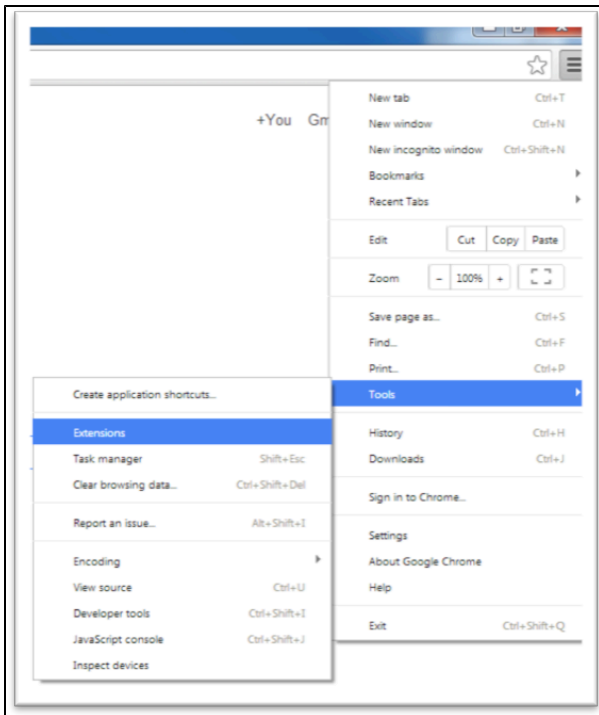 +You Gm
New tab Ctrl+T
New window Ctrl+N
New incognito window Ctrl+Shift+N
Bookmarks
Recent Tabs
Edit Cut Copy Paste
Zoom - 100% +
Save page as... Ctrl+S
Find... Ctrl+F
Print... Ctrl+P
Tools
History Ctrl+H
Downloads Ctrl+J
Sign in to Chrome...
Settings
About Google Chrome
Help
Exit Ctrl+Shift+Q
Create application shortcuts...
Extensions
Task manager Shift+Esc
Clear browsing data... Ctrl+Shift+Del
Report an issue... Alt+Shift+I
Encoding
View source Ctrl+U
Developer tools Ctrl+Shift+I
JavaScript console Ctrl+Shift+J
Inspect devices